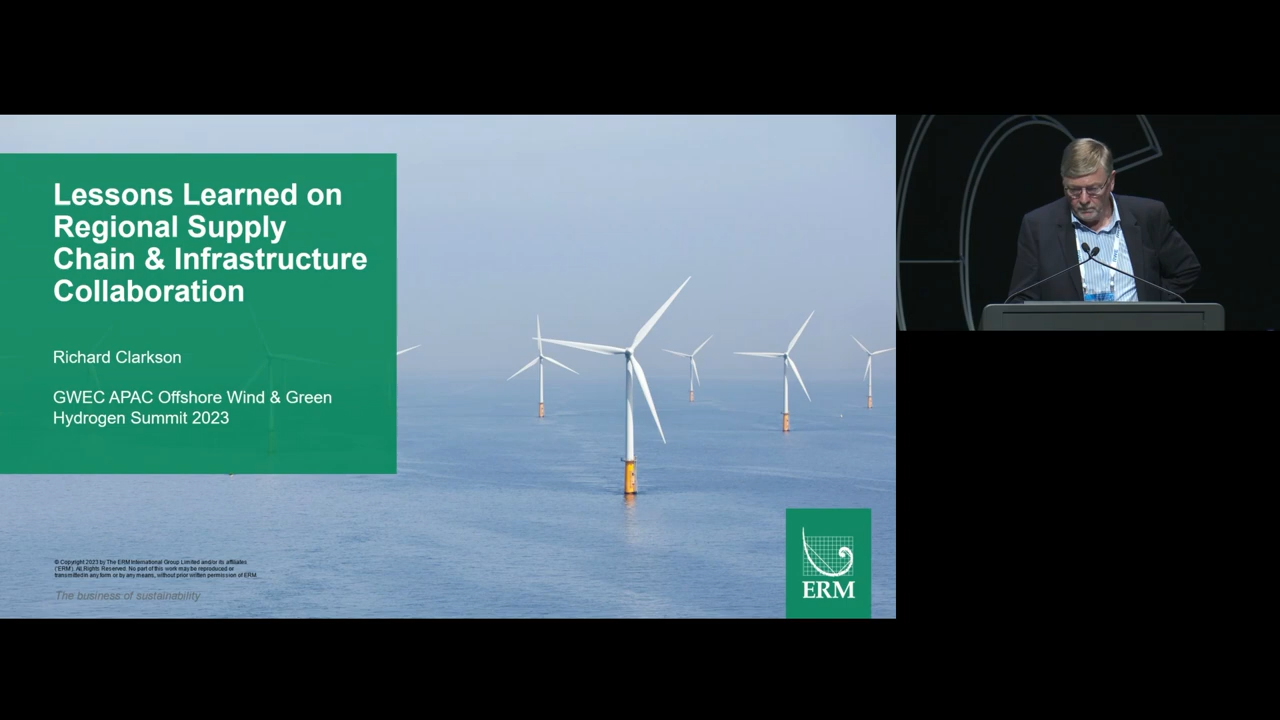 Lessons Learned on
Regional Supply
Chain & Infrastructure
Collaboration
Richard Clarkson
GWEC APAC Offshore Wind & Green
Hydrogen Summit 2023
© Copyright 2023 by The ERM International Group Limited and/or its affiliates
('ERM'). All Rights Reserved. No part of this work may be reproduced or
transmitted in any form or by any means, without prior written permission of ERM.
The business of sustainability
ERM